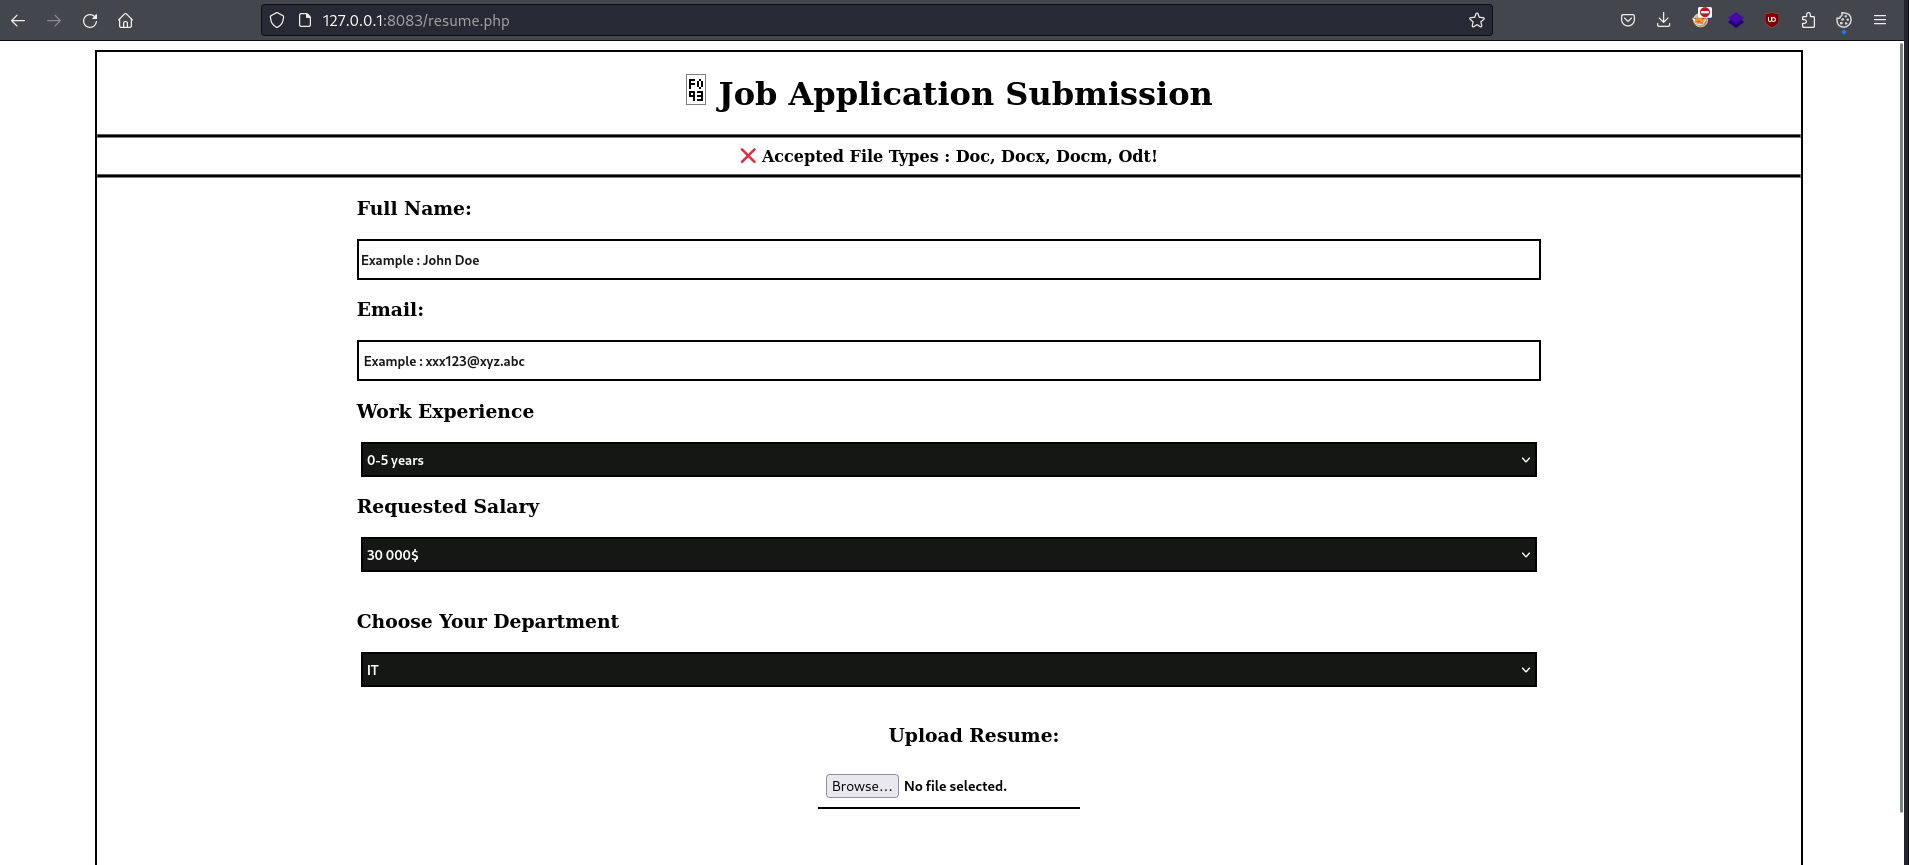 127.0.0.1:8083/resume.php
Job Application Submission
❌ Accepted File Types : Doc, Docx, Docm, Odt!
Full Name:
Example : John Doe
Email:
Example : xxx123@xyz.abc
Work Experience
0-5 years
Requested Salary
30 000$
Choose Your Department
IT
Upload Resume:
Browse... No file selected.